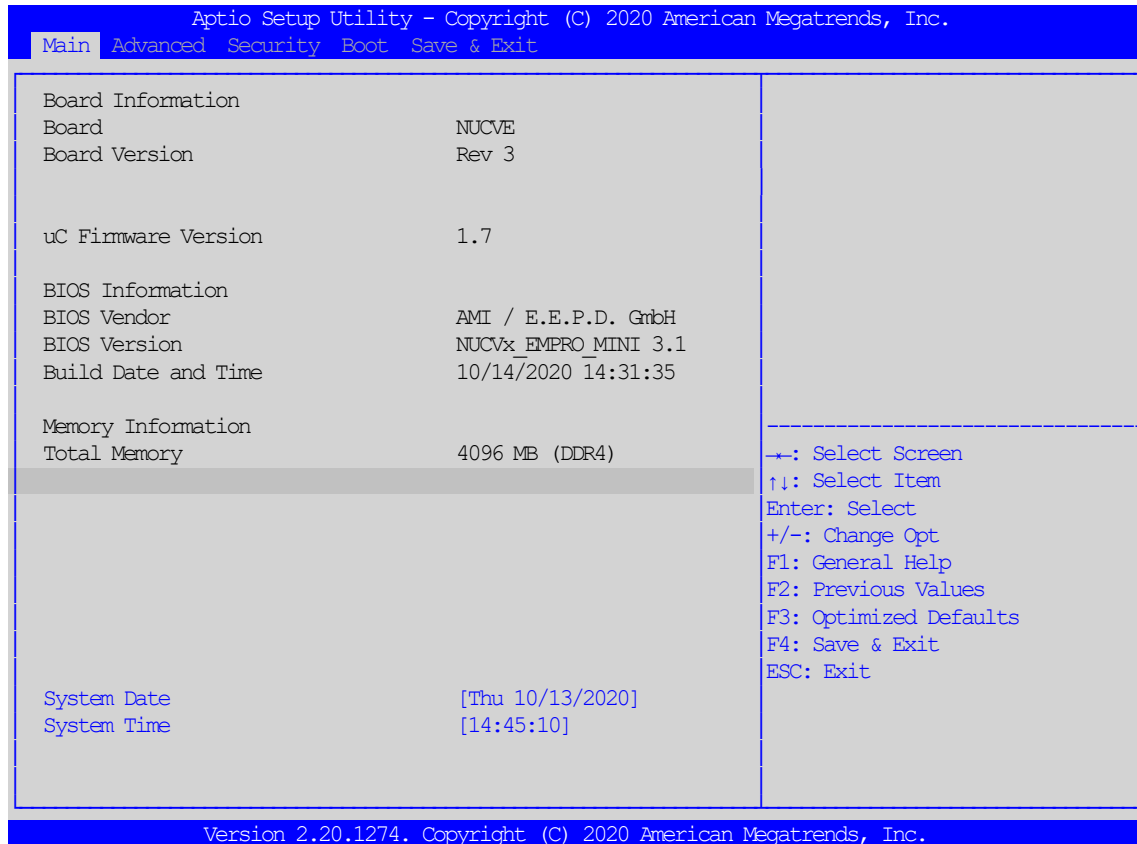 Aptio Setup Utility - Copyright (C) 2020 American Megatrends, Inc.
Main Advanced Security Boot Save & Exit
Board Information
Board NUCVE
Board Version Rev 3
uC Firmware Version 1.7
BIOS Information
BIOS Vendor AMI / E.E.P.D. GmbH
BIOS Version NUCVx_EMPRO_MINI 3.1
Build Date and Time 10/14/2020 14:31:35
Memory Information
Total Memory 4096 MB (DDR4)
System Date [Thu 10/13/2020]
System Time [14:45:10]
→←: Select Screen
↑↓: Select Item
Enter: Select
+/-: Change Opt
F1: General Help
F2: Previous Values
F3: Optimized Defaults
F4: Save & Exit
ESC: Exit
Version 2.20.1274. Copyright (C) 2020 American Megatrends, Inc.